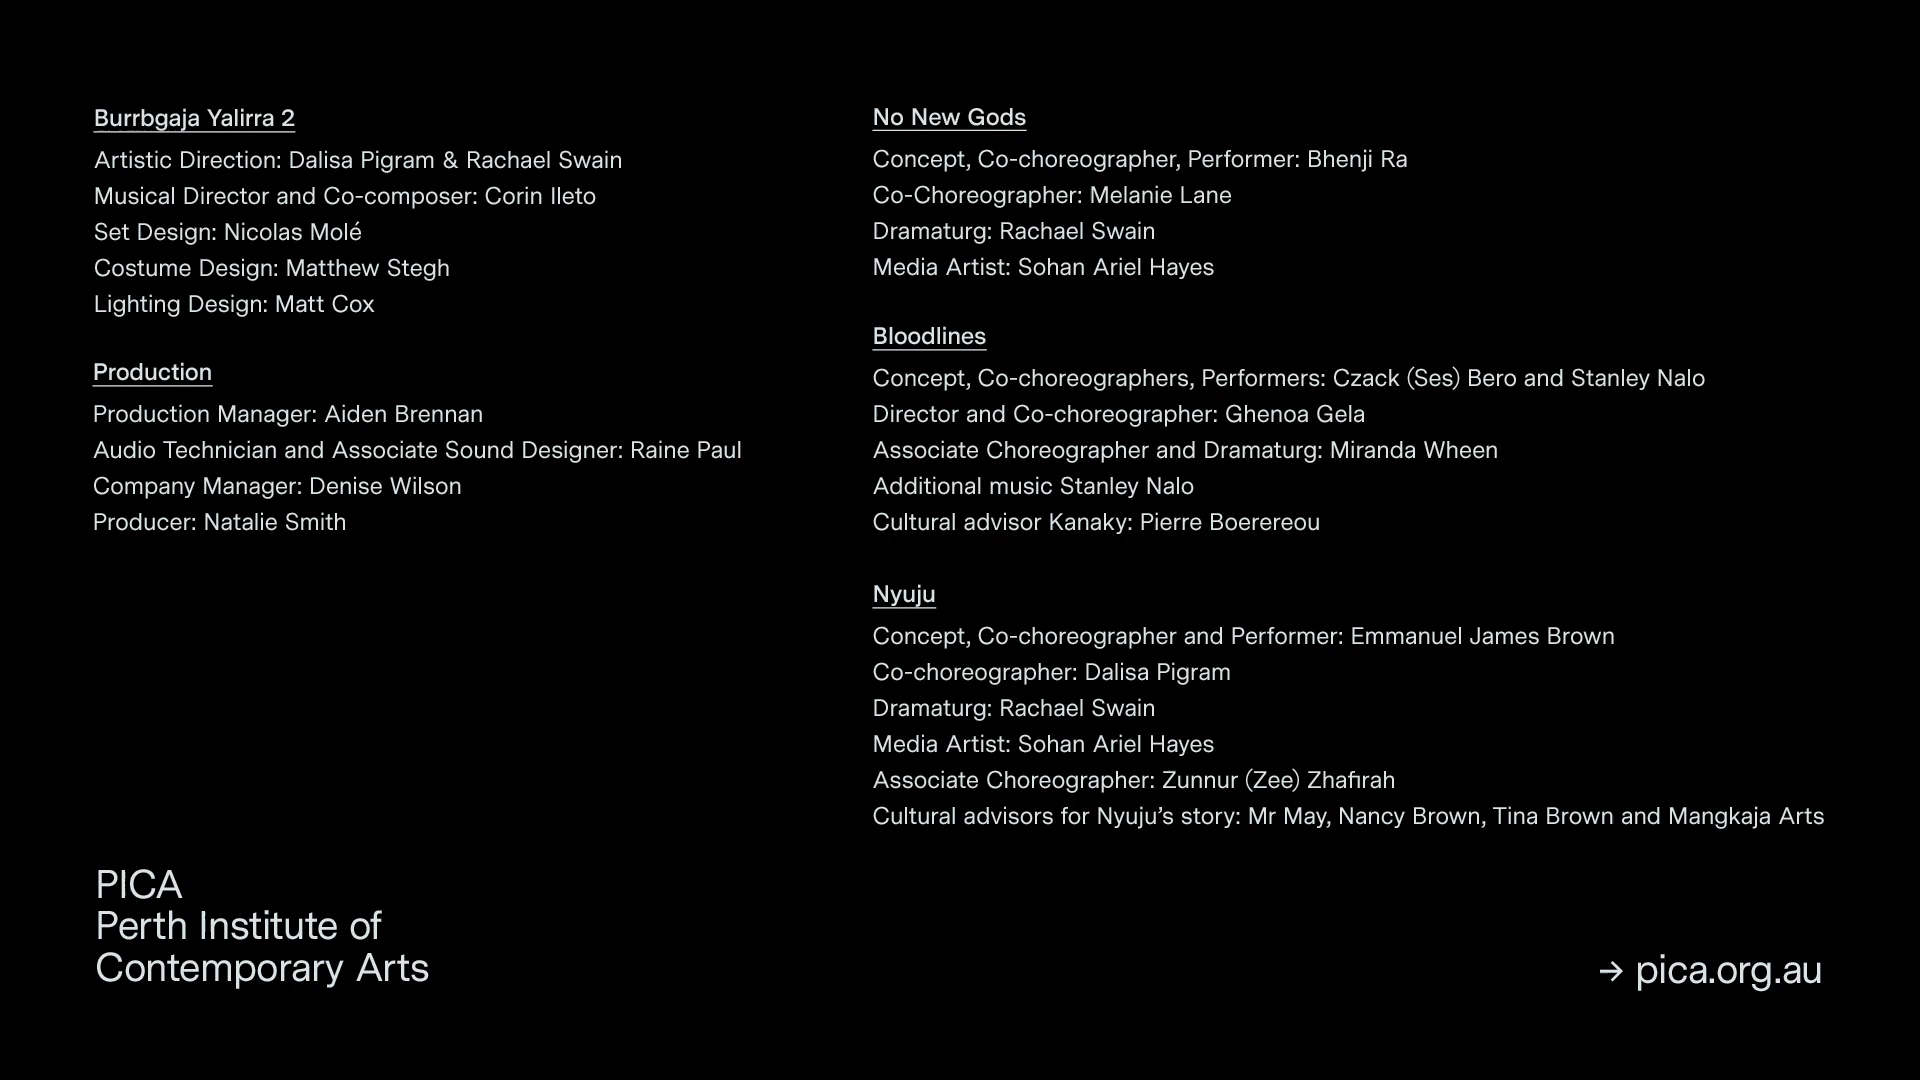 Burrbgaja Yalirra 2
Artistic Direction: Dalisa Pigram & Rachael Swain
Musical Director and Co-composer: Corin Ileto
Set Design: Nicolas Molé
Costume Design: Matthew Stegh
Lighting Design: Matt Cox
Production
Production Manager: Aiden Brennan
Audio Technician and Associate Sound Designer: Raine Paul
Company Manager: Denise Wilson
Producer: Natalie Smith
No New Gods
Concept, Co-choreographer, Performer: Bhenji Ra
Co-Choreographer: Melanie Lane
Dramaturg: Rachael Swain
Media Artist: Sohan Ariel Hayes
Bloodlines
Concept, Co-choreographers, Performers: Czack (Ses) Bero and Stanley Nalo
Director and Co-choreographer: Ghenoa Gela
Associate Choreographer and Dramaturg: Miranda Wheen
Additional music Stanley Nalo
Cultural advisor Kanaky: Pierre Boerereou
Nyuju
Concept, Co-choreographer and Performer: Emmanuel James Brown
Co-choreographer: Dalisa Pigram
Dramaturg: Rachael Swain
Media Artist: Sohan Ariel Hayes
Associate Choreographer: Zunnur (Zee) Zhafirah
Cultural advisors for Nyuju’s story: Mr May, Nancy Brown, Tina Brown and Mangkaja Arts
PICA
Perth Institute of
Contemporary Arts
→ pica.org.au